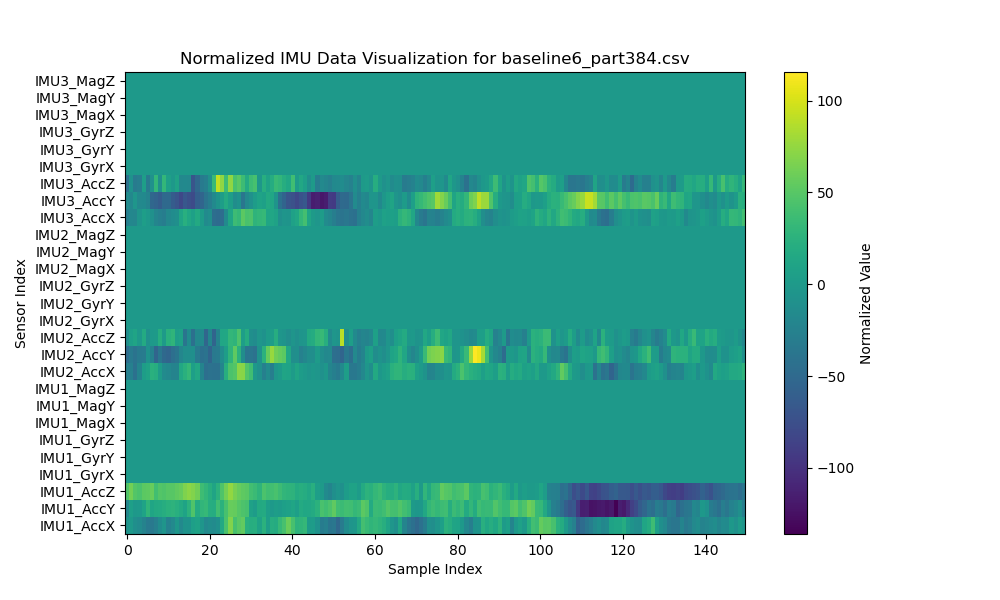 Normalized IMU Data Visualization for baseline6_part384.csv
IMU3_MagZ
IMU3_MagY
IMU3_MagX
IMU3_GyrZ
IMU3_GyrY
IMU3_GyrX
IMU3_AccZ
IMU3_AccY
IMU3_AccX
IMU2_MagZ
IMU2_MagY
IMU2_MagX
IMU2_GyrZ
IMU2_GyrY
IMU2_GyrX
IMU2_AccZ
IMU2_AccY
IMU2_AccX
IMU1_MagZ
IMU1_MagY
IMU1_MagX
IMU1_GyrZ
IMU1_GyrY
IMU1_GyrX
IMU1_AccZ
IMU1_AccY
IMU1_AccX
Sensor Index
0 20 40 60 80 100 120 140
Sample Index
100
50
0
−50
−100
Normalized Value